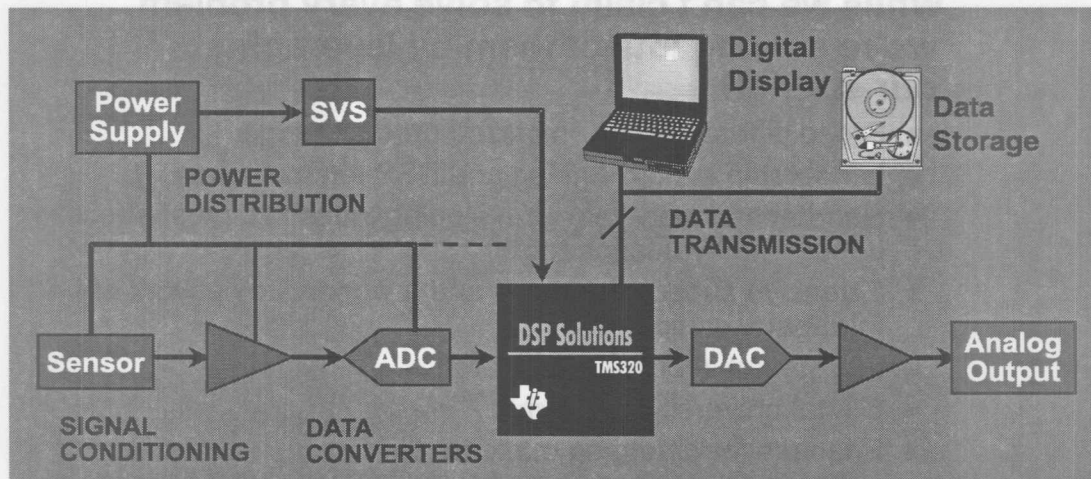 Digital
Display
Power
Supply
SVS
Data
Storage
POWER
DISTRIBUTION
DATA
TRANSMISSION
DSP Solutions
TMS320
Sensor
ADC
DAC
Analog
Output
SIGNAL
CONDITIONING
DATA
CONVERTERS